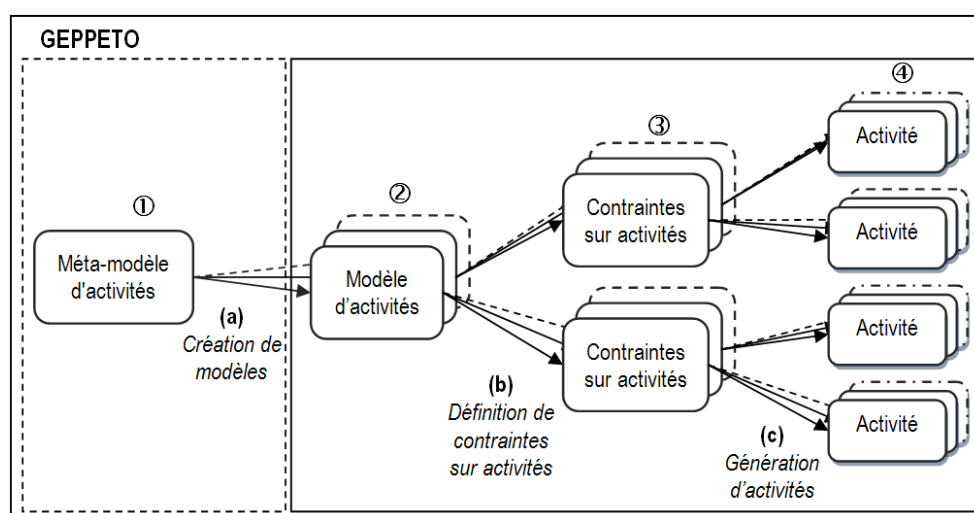 GEPPETO
①
Méta-modèle
d'activités
(a)
Création de
modèles
②
Modèle
d'activités
(b)
Définition de
contraintes
sur activités
③
Contraintes
sur activités
Contraintes
sur activités
(c)
Génération
d'activités
④
Activité
Activité
Activité
Activité